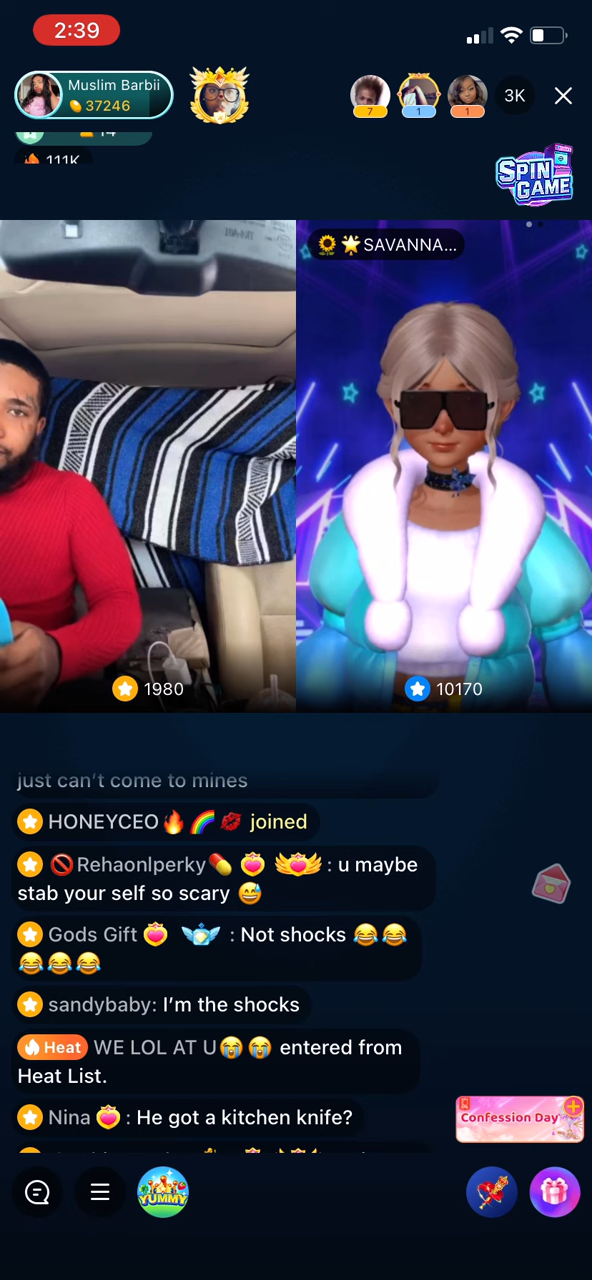 2:39
Muslim Barbii
37246
7
1
1
3K
14
111K
SPIN
GAME
SAVANNA...
1980
10170
just can't come to mines
HONEYCEO🔥🌈💋 joined
🚫Rehaonlperky💊 : u maybe
stab your self so scary 😅
Gods Gift : Not shocks 😂😂
😂😂😂
sandybaby: I'm the shocks
Heat WE LOL AT U😭😭 entered from
Heat List.
Nina : He got a kitchen knife?
Confession Day
YUMMY